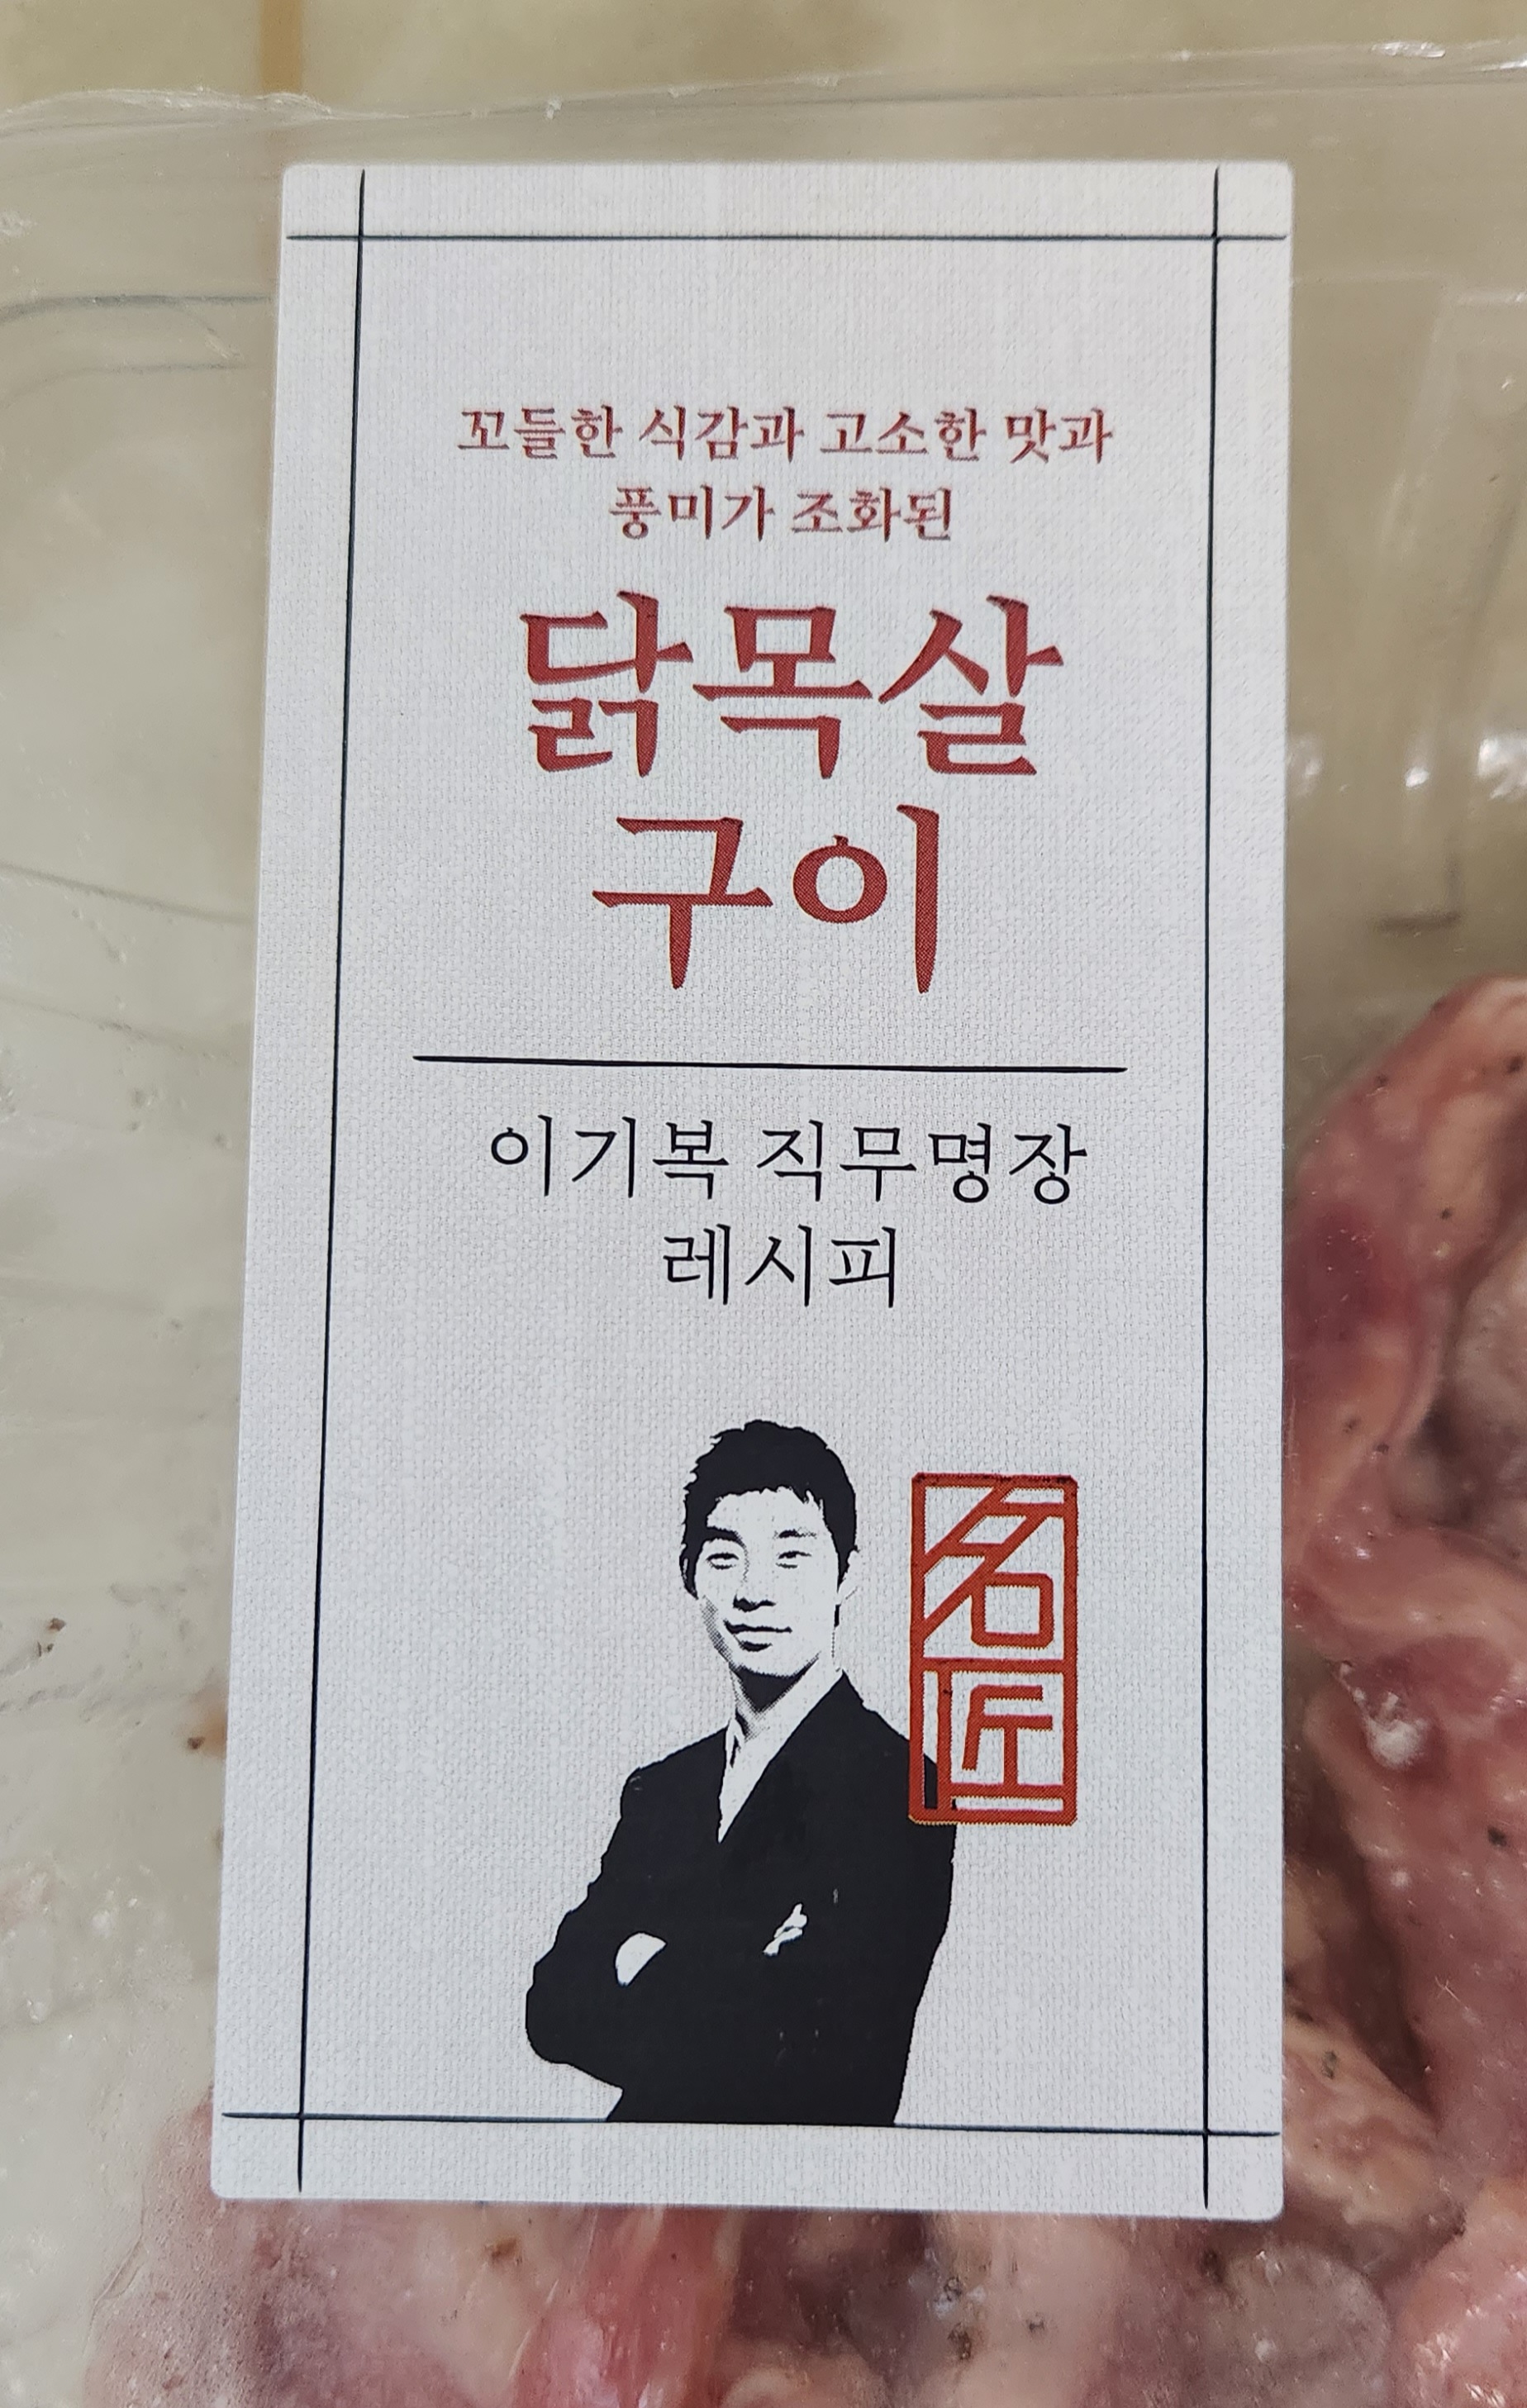 꼬들한 식감과 고소한 맛과
풍미가 조화된
닭목살
구이
이기복 직무명장
레시피
名
匠